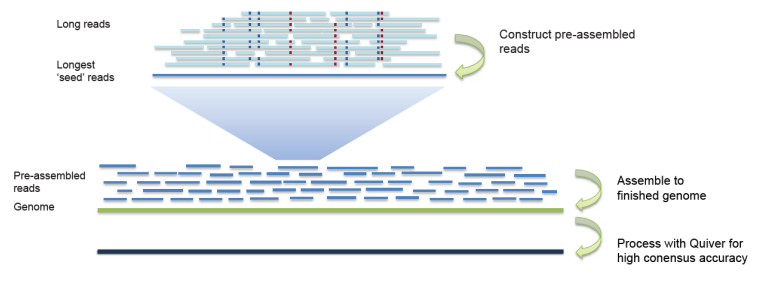 Long reads
Construct pre-assembled
reads
Longest
'seed' reads
Pre-assembled
reads
Genome
Assemble to
finished genome
Process with Quiver for
high conensus accuracy